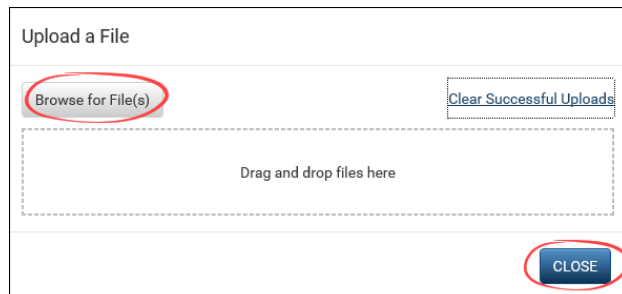 Upload a File
Browse for File(s)
Clear Successful Uploads
Drag and drop files here
CLOSE